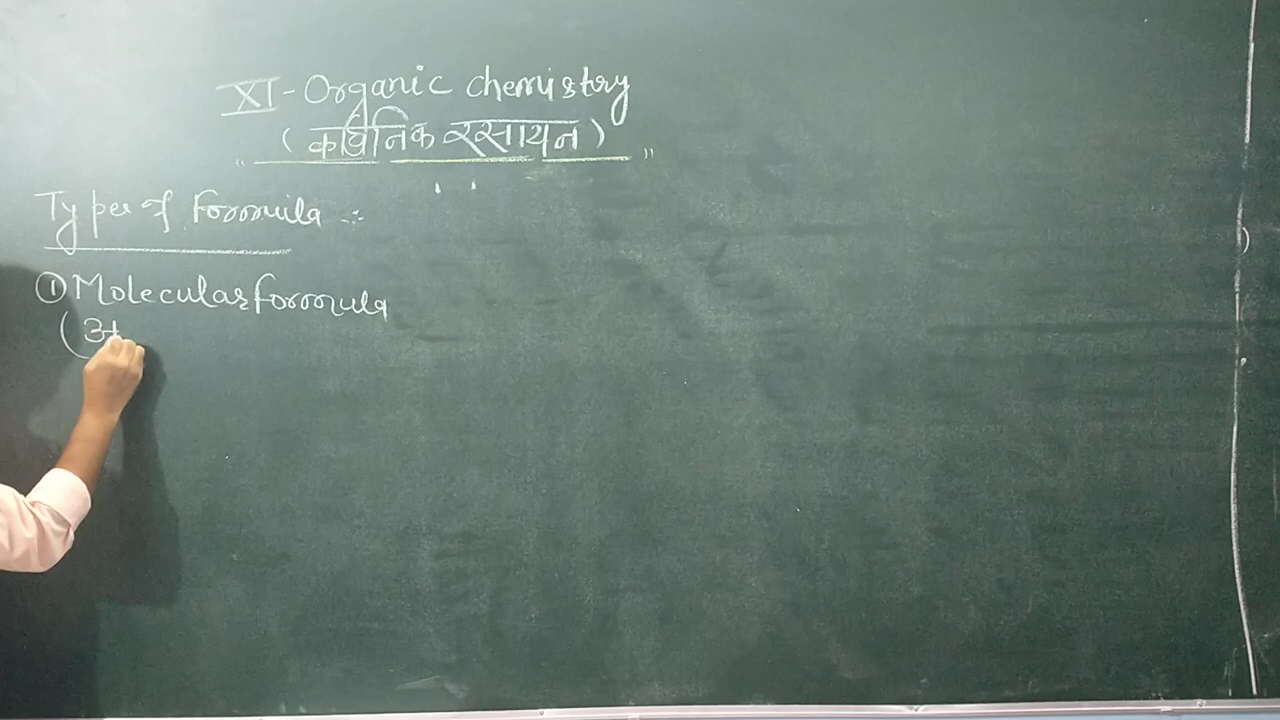 XI - Organic chemistry
(कार्बनिक रसायन)
Types of Formula :-
① Molecular formula
(अ